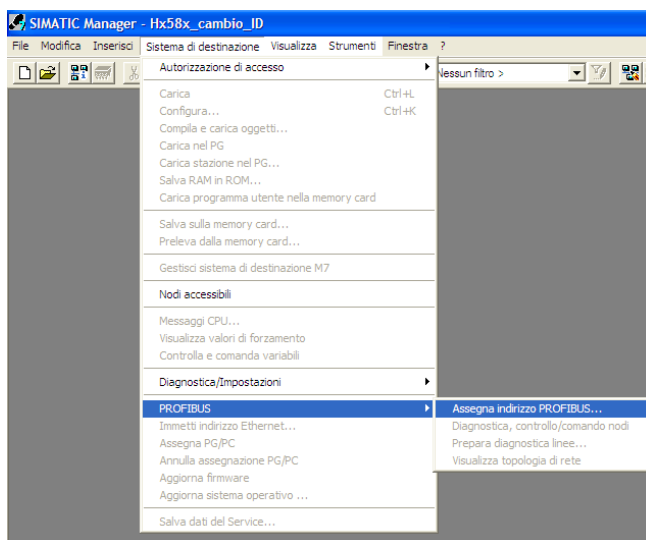 SIMATIC Manager - Hx58x_cambio_ID
File Modifica Inserisci Sistema di destinazione Visualizza Strumenti Finestra ?
Nessun filtro >
Autorizzazione di accesso
Carica Ctrl+L
Configura... Ctrl+K
Compila e carica oggetti...
Carica nel PG
Carica stazione nel PG...
Salva RAM in ROM...
Carica programma utente nella memory card
Salva sulla memory card...
Preleva dalla memory card...
Gestisci sistema di destinazione M7
Nodi accessibili
Messaggi CPU...
Visualizza valori di forzamento
Controlla e comanda variabili
Diagnostica/Impostazioni
PROFIBUS
Immetti indirizzo Ethernet...
Assegna PG/PC
Annulla assegnazione PG/PC
Aggiorna firmware
Aggiorna sistema operativo ...
Salva dati del Service...
Assegna indirizzo PROFIBUS...
Diagnostica, controllo/comando nodi
Prepara diagnostica linee...
Visualizza topologia di rete